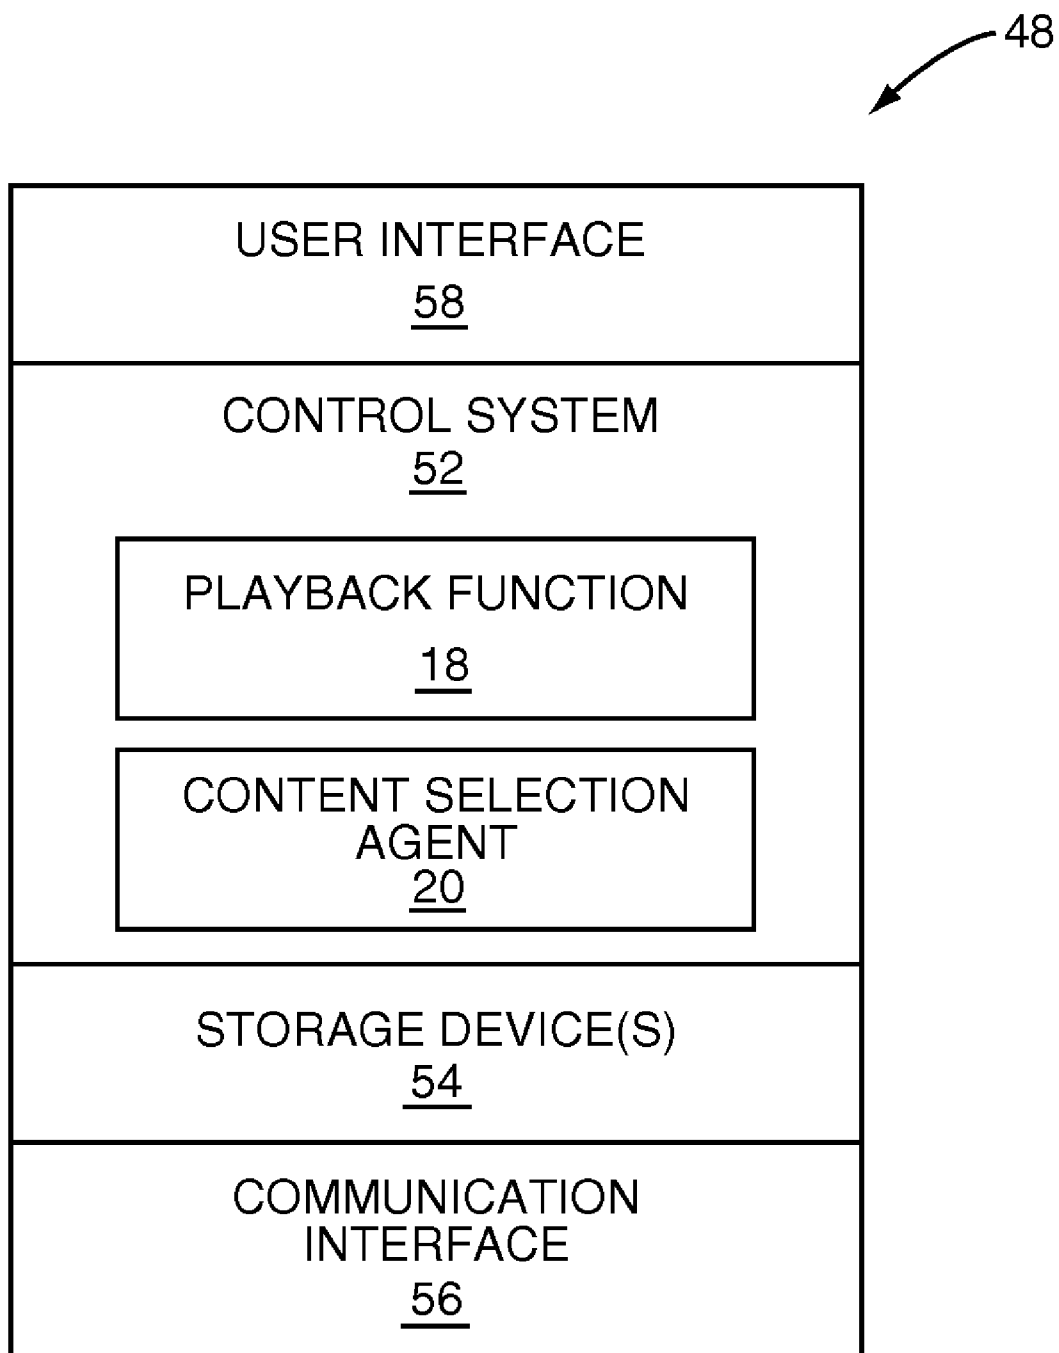 48
USER INTERFACE
58
CONTROL SYSTEM
52
PLAYBACK FUNCTION
18
CONTENT SELECTION
AGENT
20
STORAGE DEVICE(S)
54
COMMUNICATION
INTERFACE
56